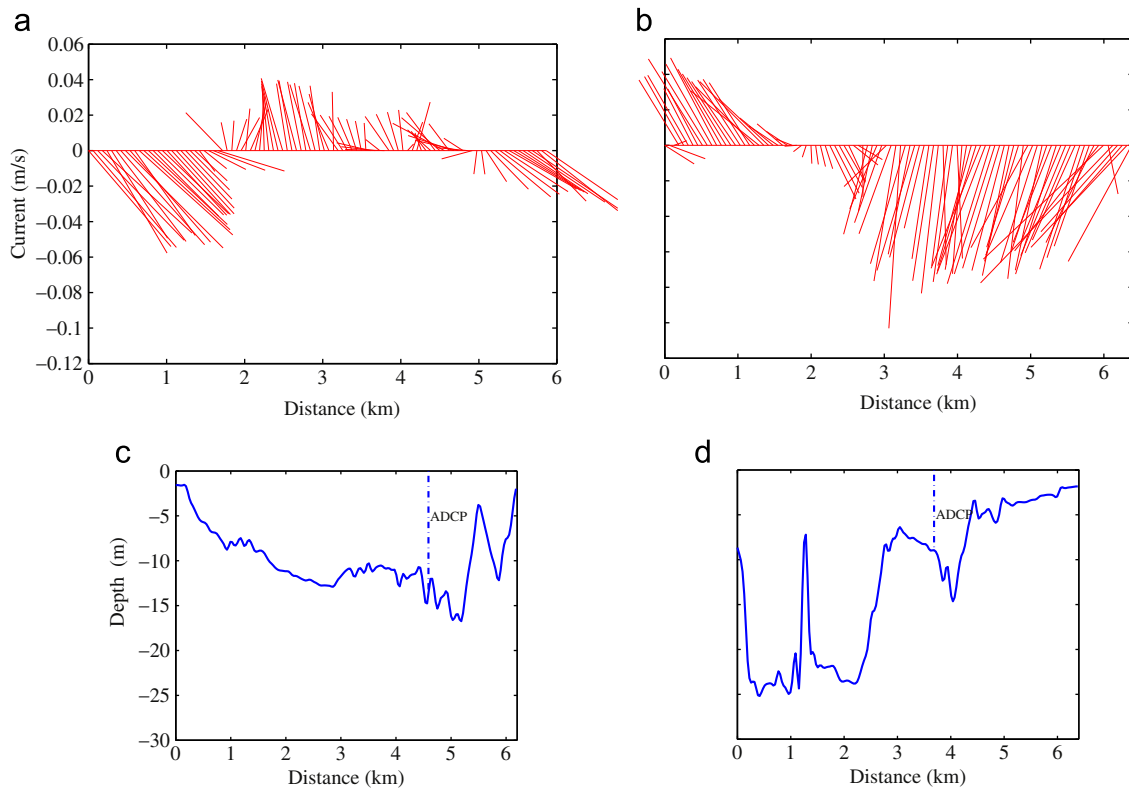 a
b
0.06
0.04
0.02
0
−0.02
−0.04
−0.06
−0.08
−0.1
−0.12
Current (m/s)
0 1 2 3 4 5 6
Distance (km)
0 1 2 3 4 5 6
Distance (km)
c
d
0
−5
−10
−15
−20
−25
−30
Depth (m)
ADCP
0 1 2 3 4 5 6
Distance (km)
ADCP
0 1 2 3 4 5 6
Distance (km)